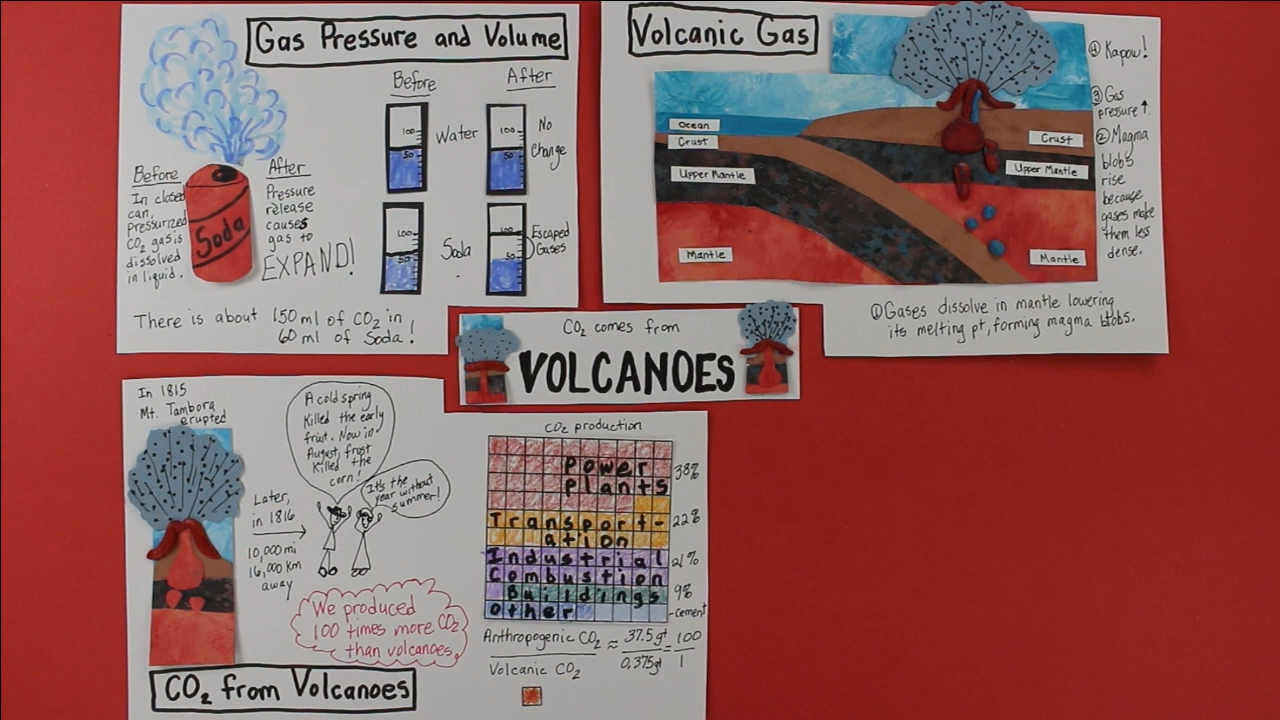 Gas Pressure and Volume
Before
After
Before
In closed
can,
pressurized
CO₂ gas is
dissolved
in liquid.
Soda
After
Pressure
release
causes
gas to
EXPAND!
100
50
Water
100
50
No
Change
100
50
Soda
100
50
Escaped
Gases
There is about 150 ml of CO₂ in
60 ml of Soda!
Volcanic Gas
Ocean
Crust
Upper Mantle
Mantle
Crust
Upper Mantle
Mantle
④ Kapow!
③ Gas
pressure ↑.
② Magma
blobs
rise
because
gases make
them less
dense.
①Gases dissolve in mantle lowering
its melting pt, forming magma blobs.
CO₂ comes from
VOLCANOES
In 1815
Mt. Tambora
erupted
Later,
in 1816
10,000 mi
16,000 km
away
A cold spring
killed the early
fruit. Now in
August, frost
killed the
corn!
It's the
year without
summer!
We produced
100 times more CO₂
than volcanoes.
CO₂ from Volcanoes
CO₂ production
Power
Plants
38%
Transport-
ation
22%
Industrial
Combustion
21%
Buildings
9%
other
-cement
Anthropogenic CO₂ ≈ 37.5gt = 100
Volcanic CO₂ 0.375gt 1